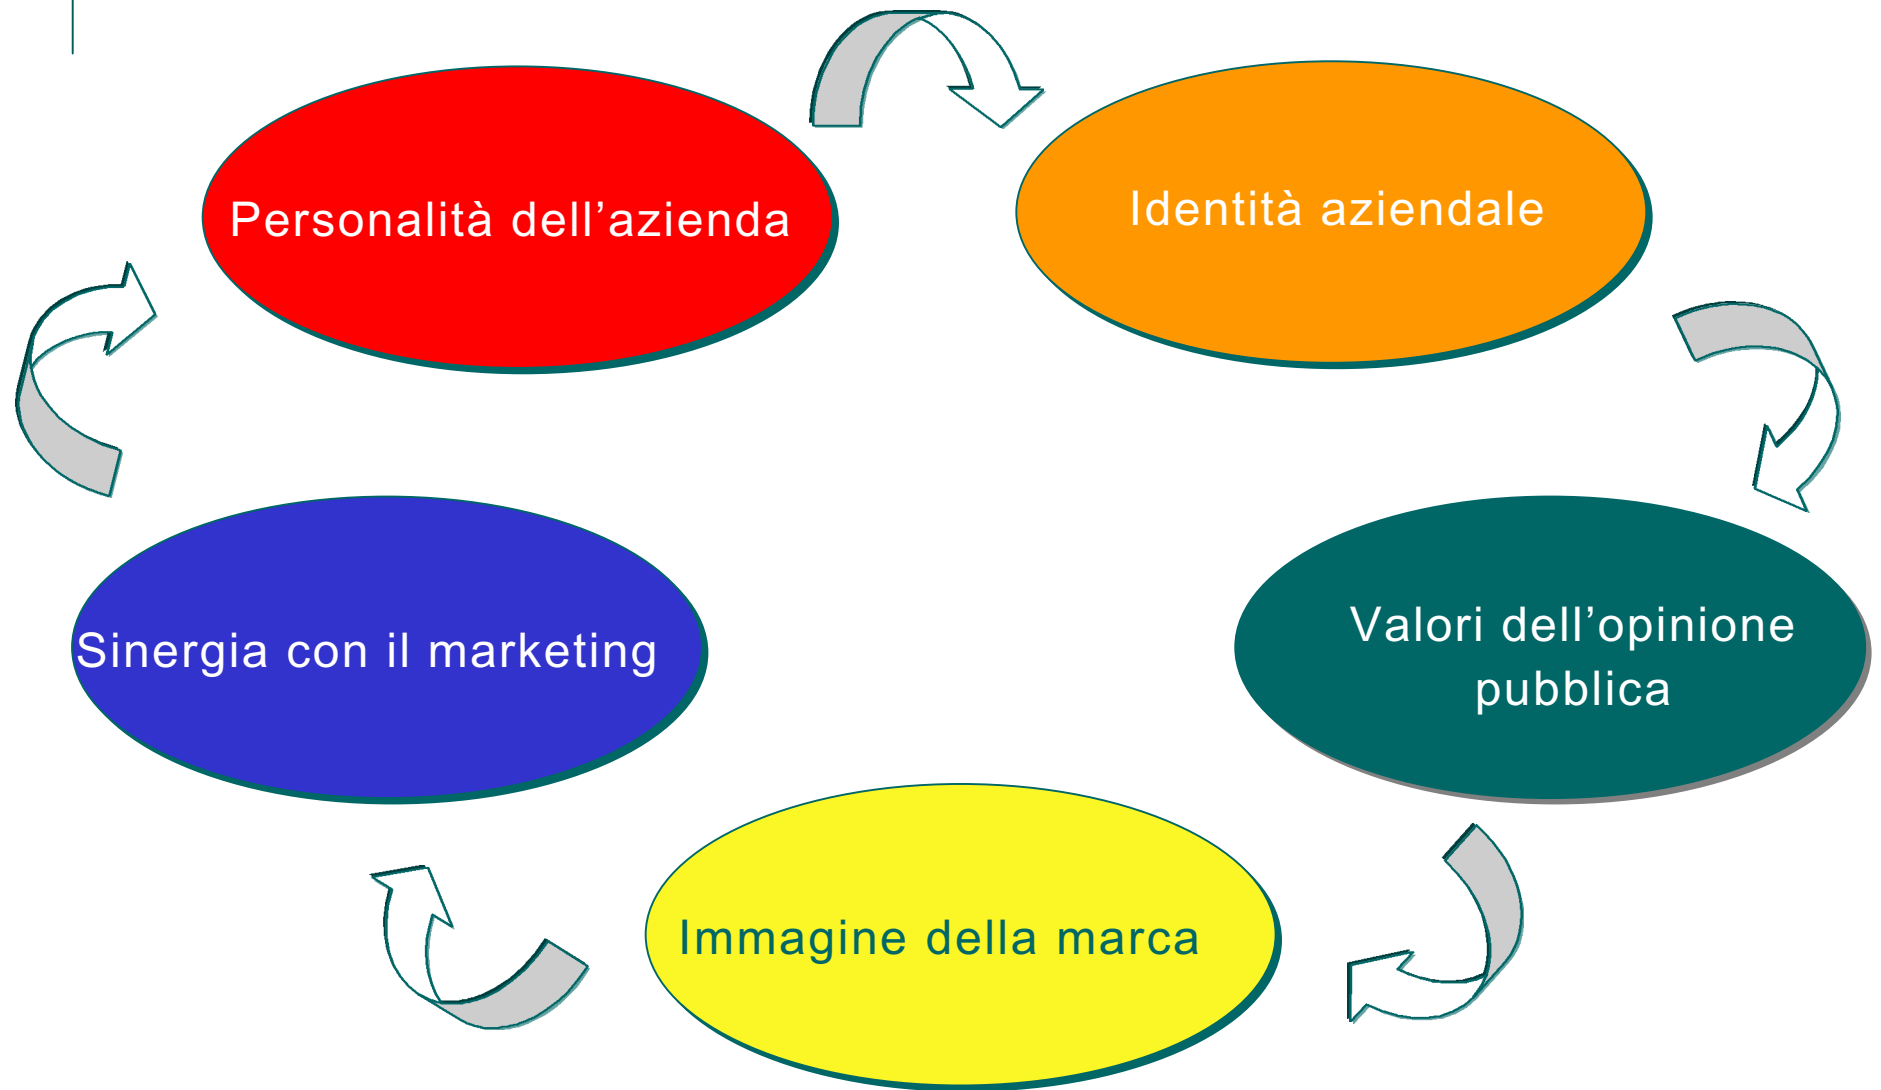 Personalità dell’azienda
Identità aziendale
Sinergia con il marketing
Valori dell’opinione
pubblica
Immagine della marca